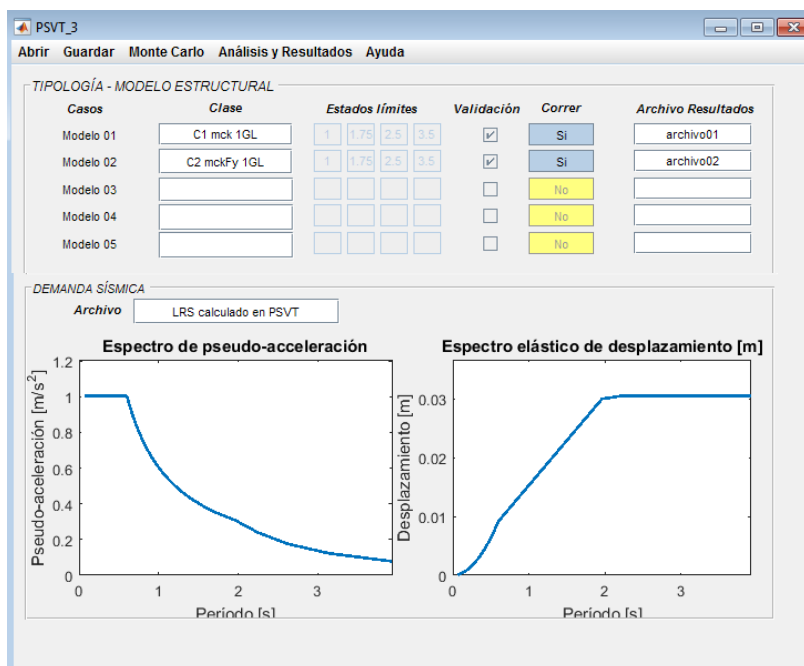 PSVT_3
Abrir Guardar Monte Carlo Análisis y Resultados Ayuda
TIPOLOGÍA - MODELO ESTRUCTURAL
Casos Clase Estados límites Validación Correr Archivo Resultados
Modelo 01 C1 mck 1GL 1 1.75 2.5 3.5 Si archivo01
Modelo 02 C2 mckFy 1GL 1 1.75 2.5 3.5 Si archivo02
Modelo 03 No
Modelo 04 No
Modelo 05 No
DEMANDA SÍSMICA
Archivo LRS calculado en PSVT
Espectro de pseudo-acceleración
Pseudo-aceleración [m/s²]
1.2
1
0.8
0.6
0.4
0.2
0
0 1 2 3
Período [s]
Espectro elástico de desplazamiento [m]
Desplazamiento [m]
0.03
0.02
0.01
0
0 1 2 3
Período [s]